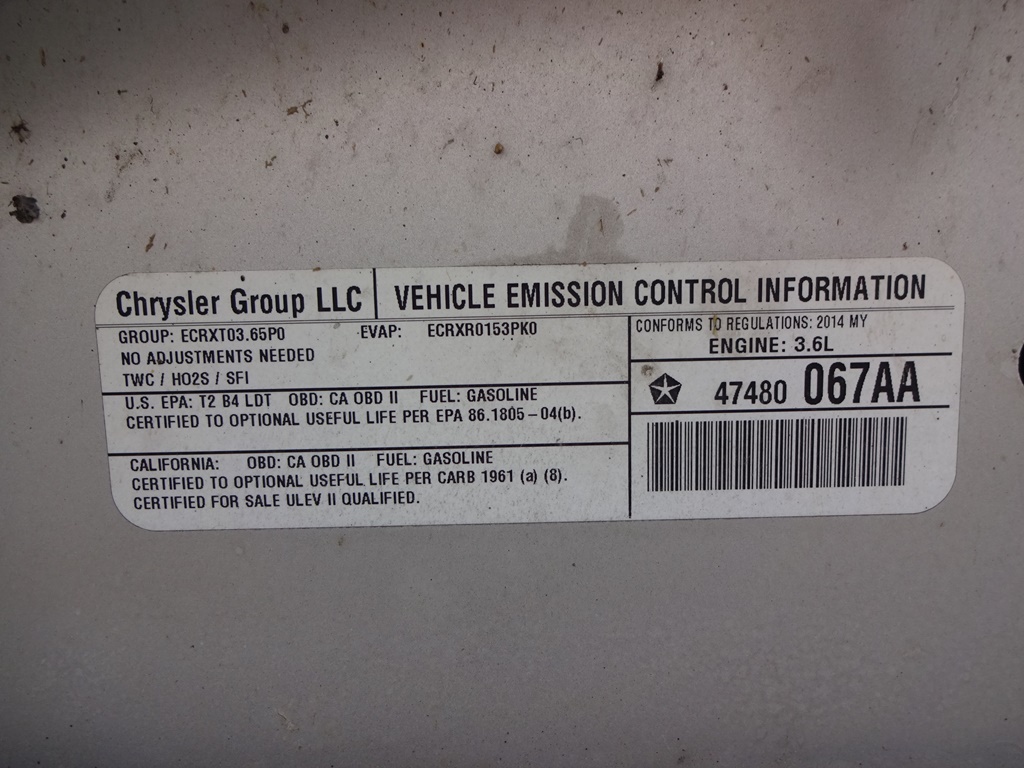 Chrysler Group LLC VEHICLE EMISSION CONTROL INFORMATION
GROUP: ECRXT03.65P0 EVAP: ECRXR0153PK0
NO ADJUSTMENTS NEEDED
TWC / HO2S / SFI
U.S. EPA: T2 B4 LDT OBD: CA OBD II FUEL: GASOLINE
CERTIFIED TO OPTIONAL USEFUL LIFE PER EPA 86.1805-04(b).
CALIFORNIA: OBD: CA OBD II FUEL: GASOLINE
CERTIFIED TO OPTIONAL USEFUL LIFE PER CARB 1961 (a) (8).
CERTIFIED FOR SALE ULEV II QUALIFIED.
CONFORMS TO REGULATIONS: 2014 MY
ENGINE: 3.6L
47480 067AA